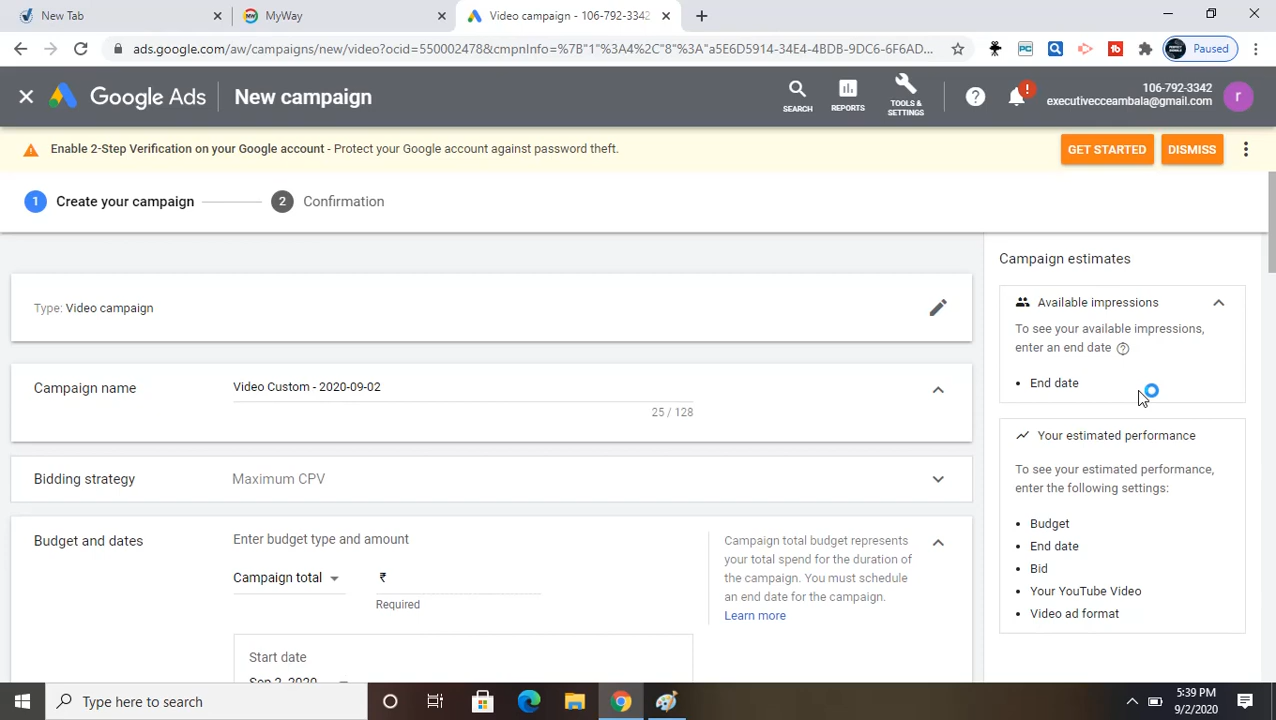 New Tab
MyWay
Video campaign - 106-792-3342
ads.google.com/aw/campaigns/new/video?ocid=550002478&cmpnInfo=%7B"1"%3A4%2C"8"%3A"a5E6D5914-34E4-4BDB-9DC6-6F6AD...
Paused
Google Ads
New campaign
SEARCH
REPORTS
TOOLS &
SETTINGS
106-792-3342
executivecceambala@gmail.com
r
Enable 2-Step Verification on your Google account - Protect your Google account against password theft.
GET STARTED
DISMISS
1 Create your campaign
2 Confirmation
Type: Video campaign
Campaign name
Video Custom - 2020-09-02
25 / 128
Bidding strategy
Maximum CPV
Budget and dates
Enter budget type and amount
Campaign total
₹
Required
Campaign total budget represents
your total spend for the duration of
the campaign. You must schedule
an end date for the campaign.
Learn more
Start date
Sep 2, 2020
Campaign estimates
Available impressions
To see your available impressions,
enter an end date
• End date
Your estimated performance
To see your estimated performance,
enter the following settings:
• Budget
• End date
• Bid
• Your YouTube Video
• Video ad format
Type here to search
5:39 PM
9/2/2020